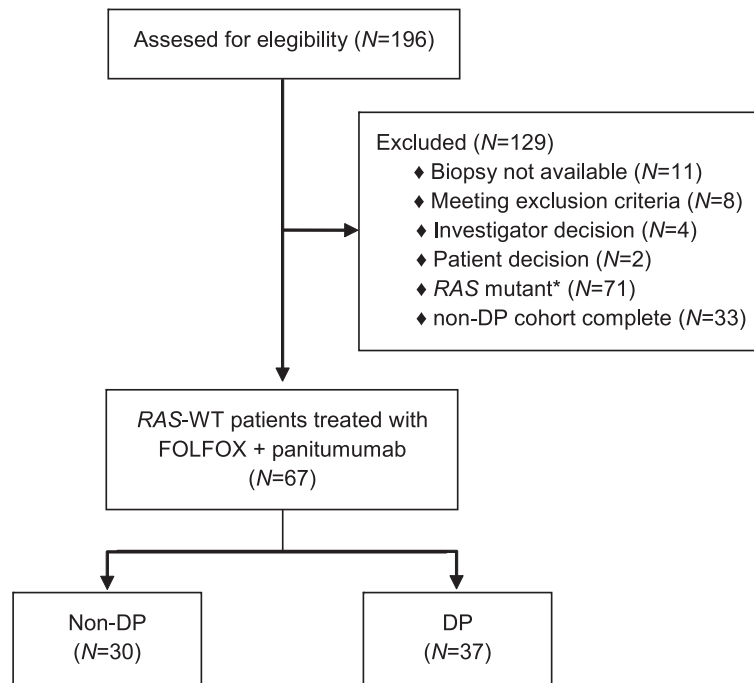 Assesed for elegibility (N=196)
Excluded (N=129)
♦ Biopsy not available (N=11)
♦ Meeting exclusion criteria (N=8)
♦ Investigator decision (N=4)
♦ Patient decision (N=2)
♦ RAS mutant* (N=71)
♦ non-DP cohort complete (N=33)
RAS-WT patients treated with
FOLFOX + panitumumab
(N=67)
Non-DP
(N=30)
DP
(N=37)